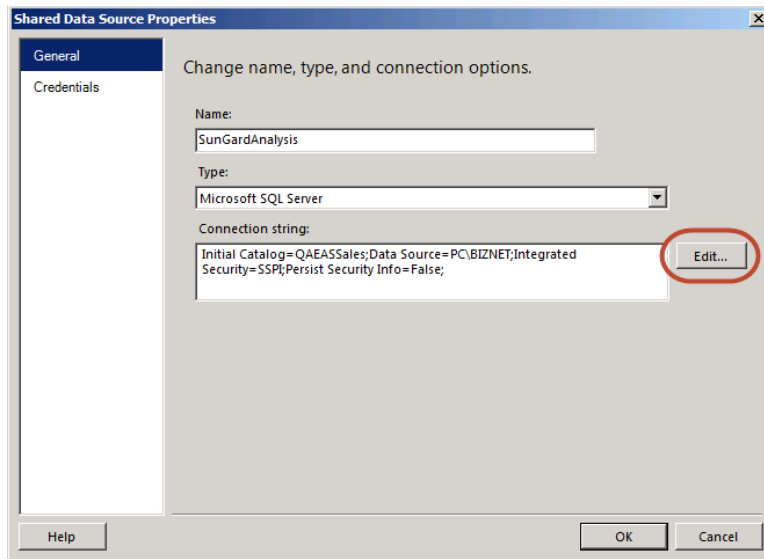 Shared Data Source Properties
General
Credentials
Change name, type, and connection options.
Name:
SunGardAnalysis
Type:
Microsoft SQL Server
Connection string:
Initial Catalog=QAEASSales;Data Source=PC\BIZNET;Integrated
Security=SSPI;Persist Security Info=False;
Edit...
Help
OK
Cancel